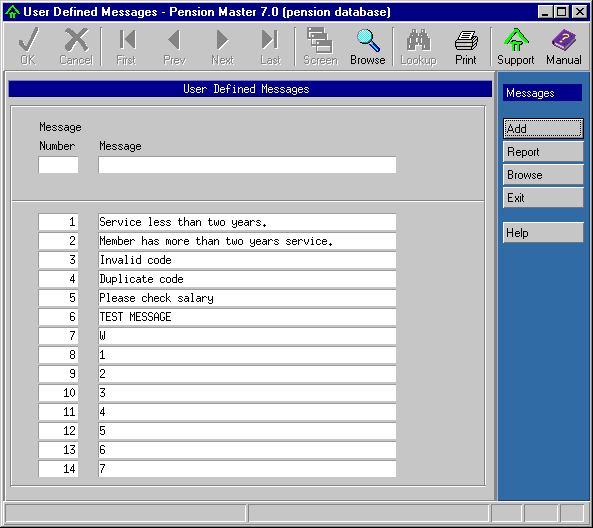 User Defined Messages - Pension Master 7.0 (pension database)
OK Cancel First Prev Next Last Screen Browse Lookup Print Support Manual
User Defined Messages
Messages
Message
Number Message
Add
Report
Browse
Exit
Help
1 Service less than two years.
2 Member has more than two years service.
3 Invalid code
4 Duplicate code
5 Please check salary
6 TEST MESSAGE
7 W
8 1
9 2
10 3
11 4
12 5
13 6
14 7